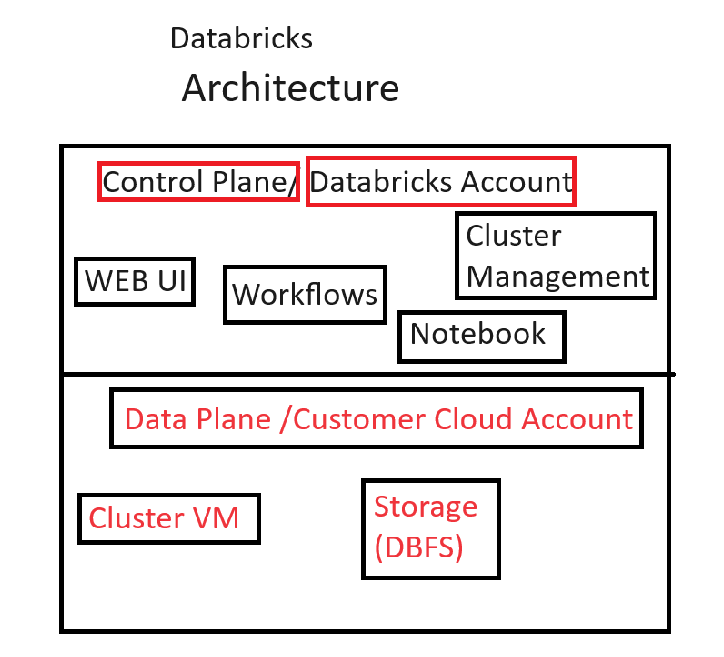 Databricks
Architecture
Control Plane/ Databricks Account
Cluster
Management
WEB UI
Workflows
Notebook
Data Plane /Customer Cloud Account
Cluster VM
Storage
(DBFS)